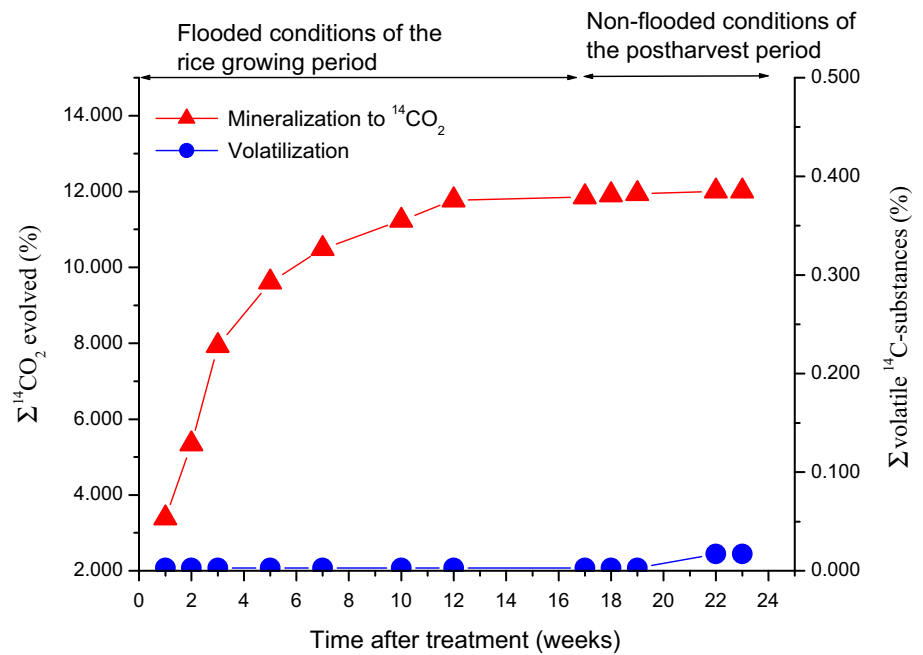 Flooded conditions of the
rice growing period
Non-flooded conditions of
the postharvest period
Mineralization to ¹⁴CO₂
Volatilization
Σ¹⁴CO₂ evolved (%)
14.000
12.000
10.000
8.000
6.000
4.000
2.000
0.500
0.400
0.300
0.200
0.100
0.000
Σvolatile ¹⁴C-substances (%)
0 2 4 6 8 10 12 14 16 18 20 22 24
Time after treatment (weeks)